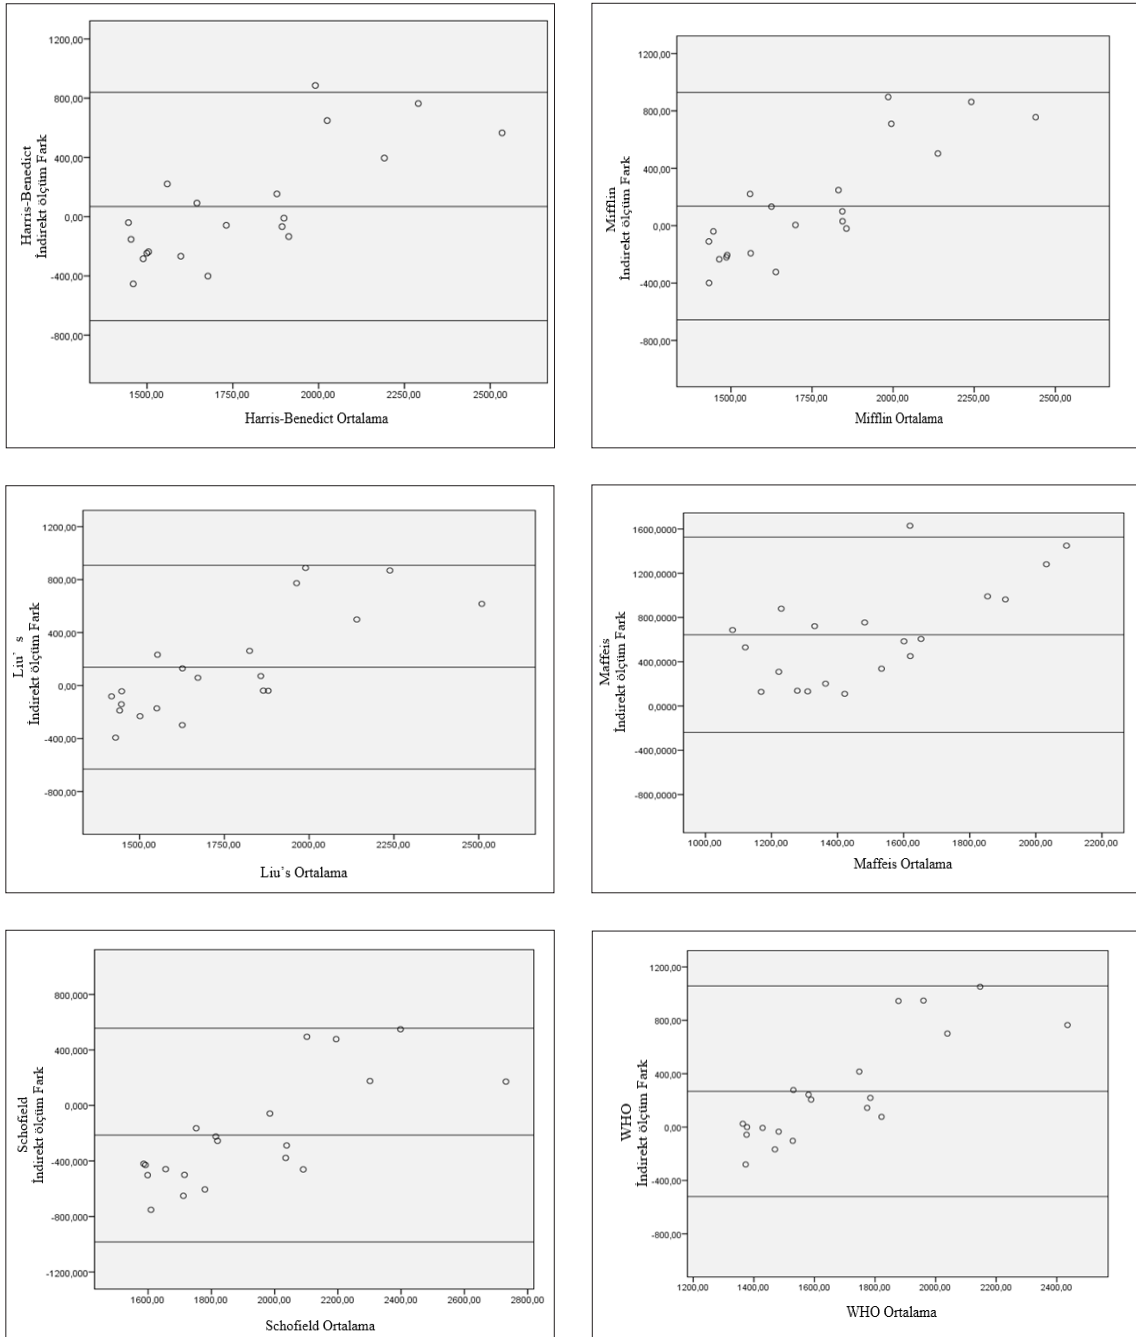 1200,00
800,00
400,00
0,00
-400,00
-800,00
Harris-Benedict
İndirekt ölçüm Fark
1500,00 1750,00 2000,00 2250,00 2500,00
Harris-Benedict Ortalama
1200,00
800,00
400,00
0,00
-400,00
-800,00
Mifflin
İndirekt ölçüm Fark
1500,00 1750,00 2000,00 2250,00 2500,00
Mifflin Ortalama
1200,00
800,00
400,00
0,00
-400,00
-800,00
Liu' s
İndirekt ölçüm Fark
1500,00 1750,00 2000,00 2250,00 2500,00
Liu's Ortalama
1600,0000
1200,0000
800,0000
400,0000
0,0000
-400,0000
-800,0000
Maffeis
İndirekt ölçüm Fark
1000,00 1200,00 1400,00 1600,00 1800,00 2000,00 2200,00
Maffeis Ortalama
800,000
400,000
0,000
-400,000
-800,000
-1200,000
Schofield
İndirekt ölçüm Fark
1600,00 1800,00 2000,00 2200,00 2400,00 2600,00 2800,00
Schofield Ortalama
1200,00
800,00
400,00
0,00
-400,00
-800,00
WHO
İndirekt ölçüm Fark
1200,00 1400,00 1600,00 1800,00 2000,00 2200,00 2400,00
WHO Ortalama